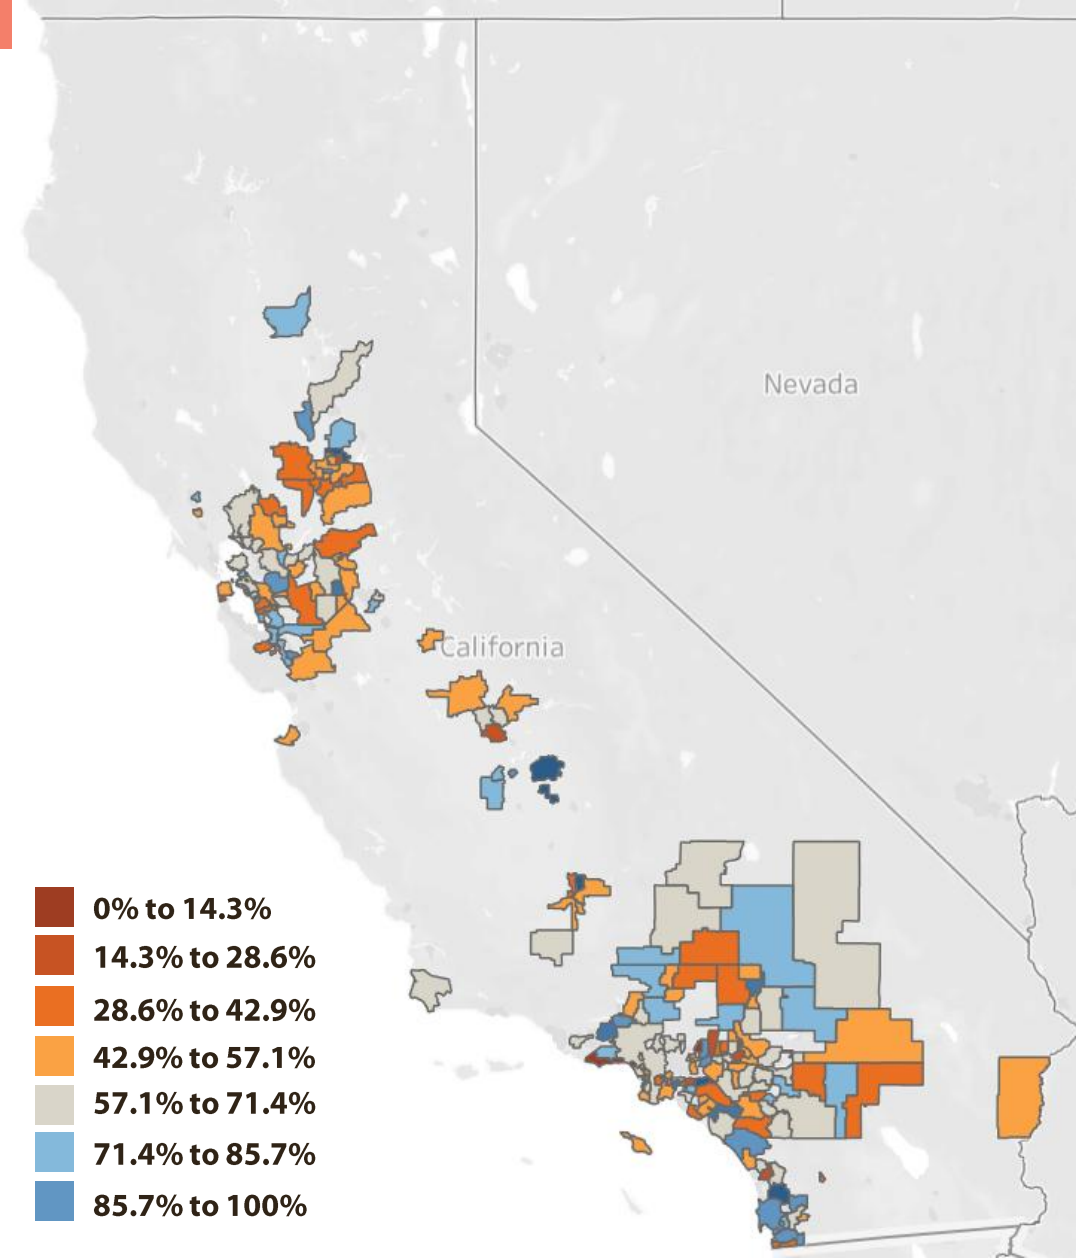 Nevada
California
0% to 14.3%
14.3% to 28.6%
28.6% to 42.9%
42.9% to 57.1%
57.1% to 71.4%
71.4% to 85.7%
85.7% to 100%